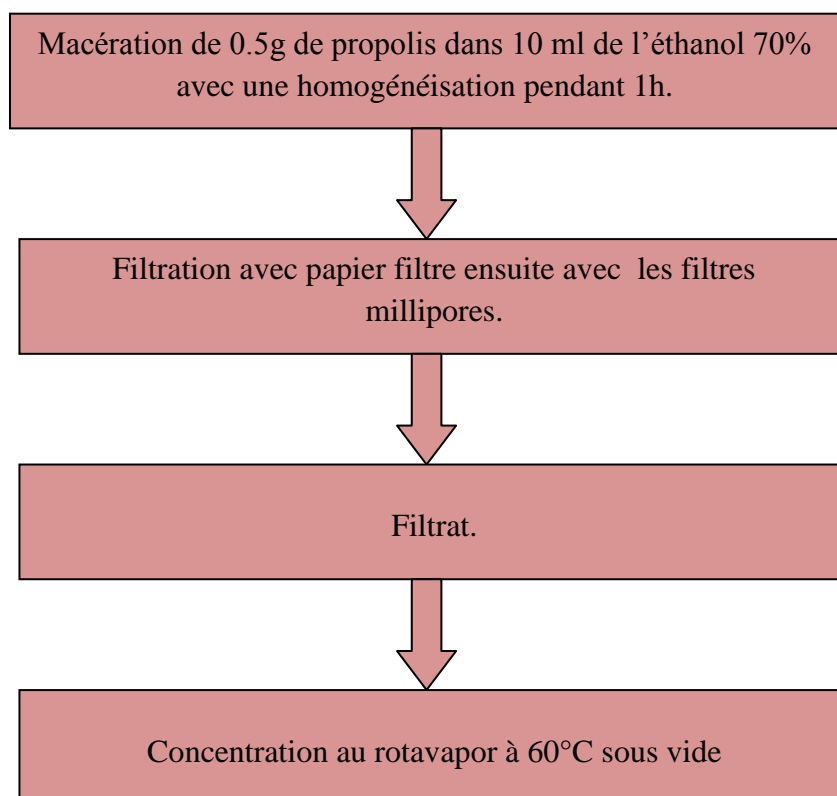 Macération de 0.5g de propolis dans 10 ml de l’éthanol 70%
avec une homogénéisation pendant 1h.
Filtration avec papier filtre ensuite avec les filtres
millipores.
Filtrat.
Concentration au rotavapor à 60°C sous vide